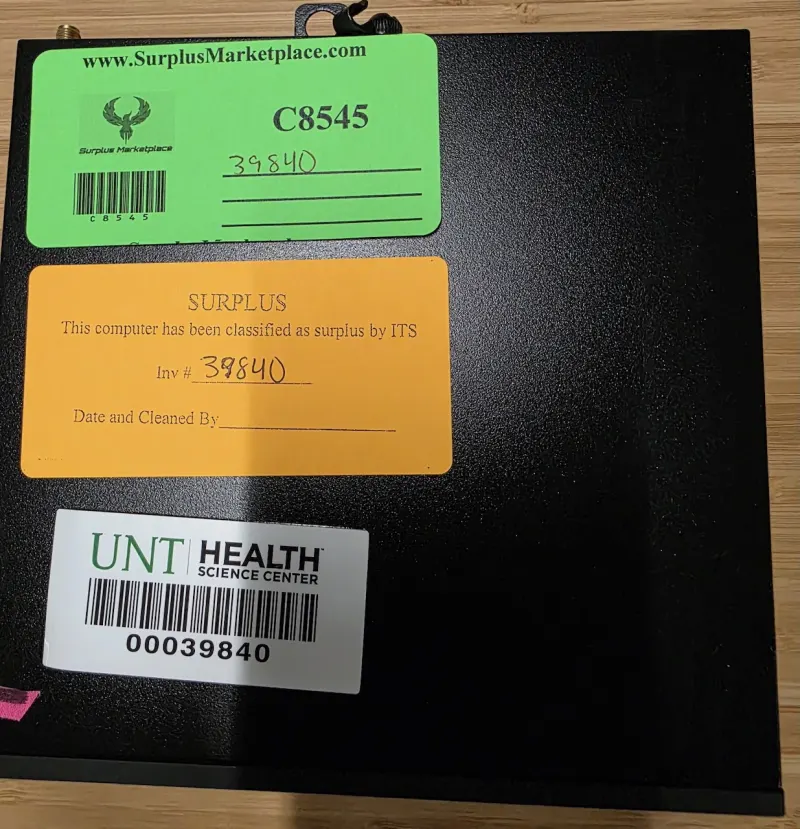 www.SurplusMarketplace.com
C8545
Surplus Marketplace
39840
C8545
SURPLUS
This computer has been classified as surplus by ITS
Inv # 39840
Date and Cleaned By
UNT HEALTH™
SCIENCE CENTER
00039840